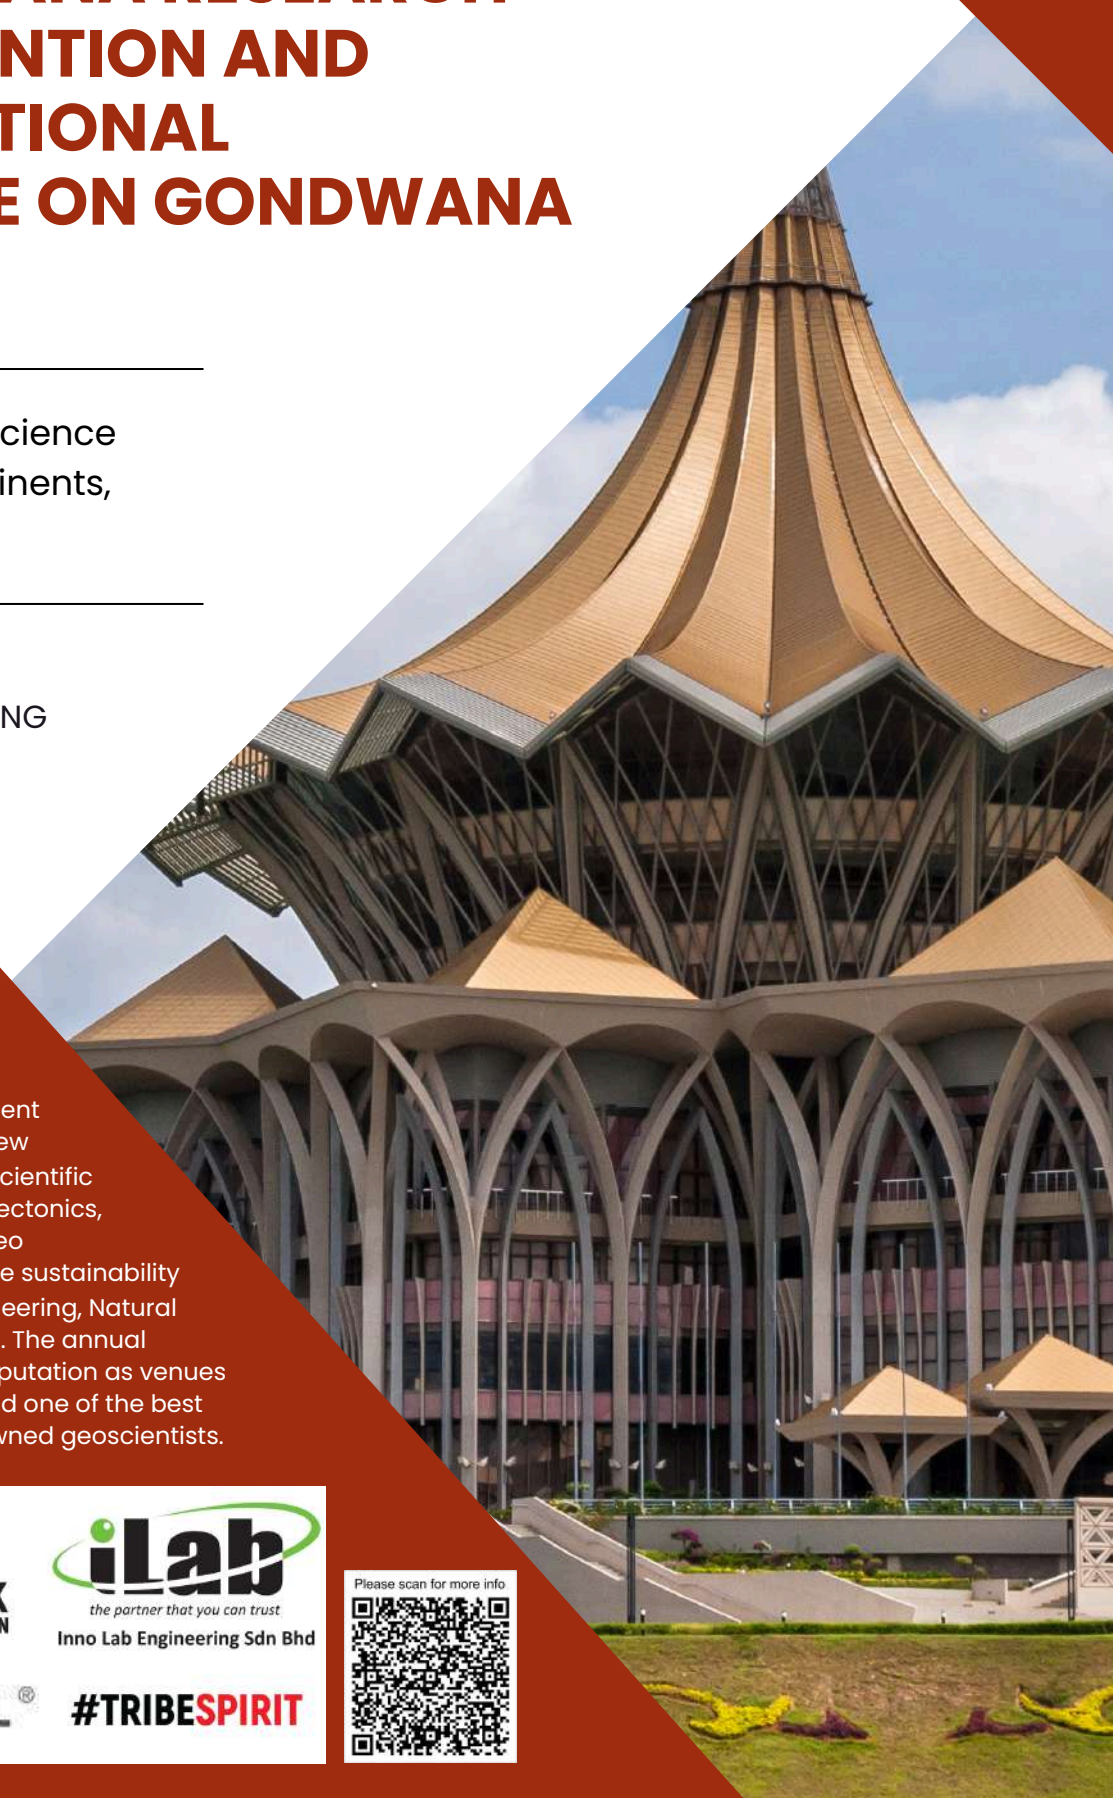 NTION AND
TIONAL
E ON GONDWANA
cience
inents,
NG
ent
ew
cientific
ectonics,
eo
e sustainability
eering, Natural
. The annual
putation as venues
d one of the best
wned geoscientists.
iLab
the partner that you can trust
Inno Lab Engineering Sdn Bhd
K
N
L®
#TRIBESPIRIT
Please scan for more info